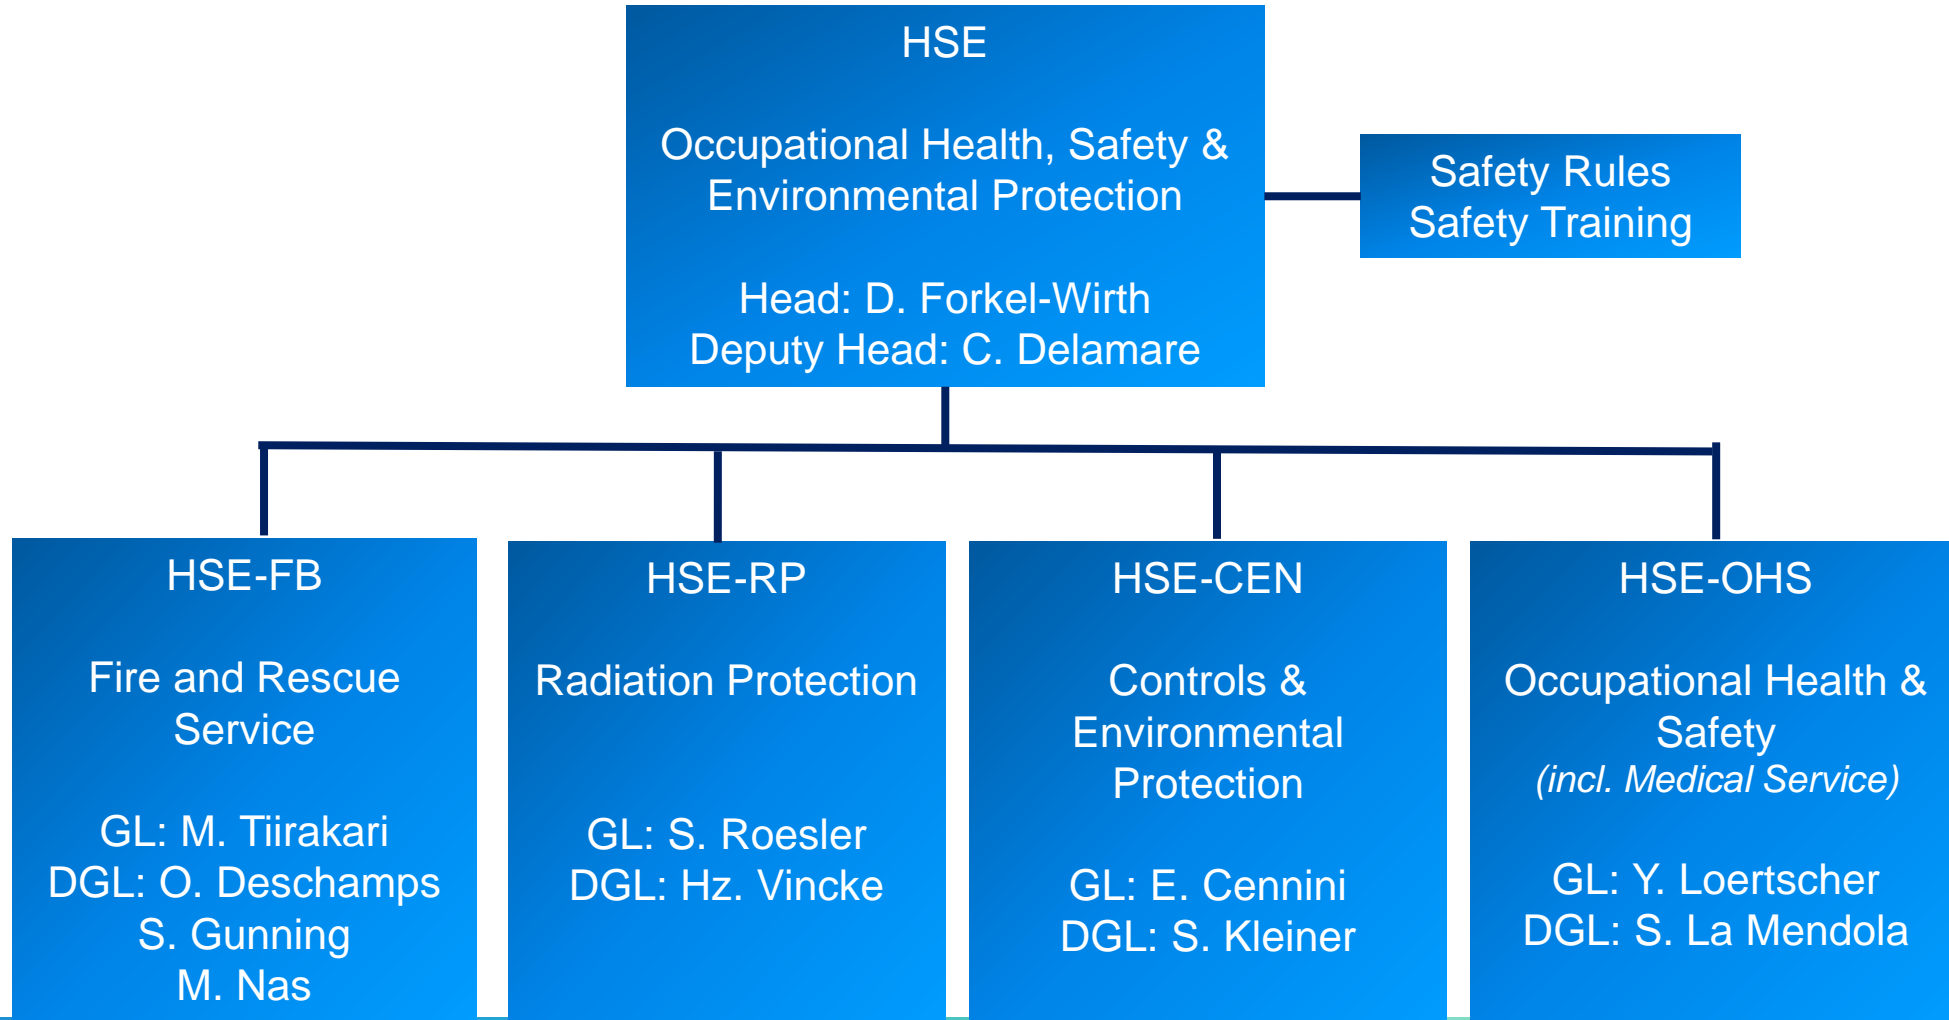 HSE
Occupational Health, Safety &
Environmental Protection
Head: D. Forkel-Wirth
Deputy Head: C. Delamare
Safety Rules
Safety Training
HSE-FB
Fire and Rescue
Service
GL: M. Tiirakari
DGL: O. Deschamps
S. Gunning
M. Nas
HSE-RP
Radiation Protection
GL: S. Roesler
DGL: Hz. Vincke
HSE-CEN
Controls &
Environmental
Protection
GL: E. Cennini
DGL: S. Kleiner
HSE-OHS
Occupational Health &
Safety
(incl. Medical Service)
GL: Y. Loertscher
DGL: S. La Mendola